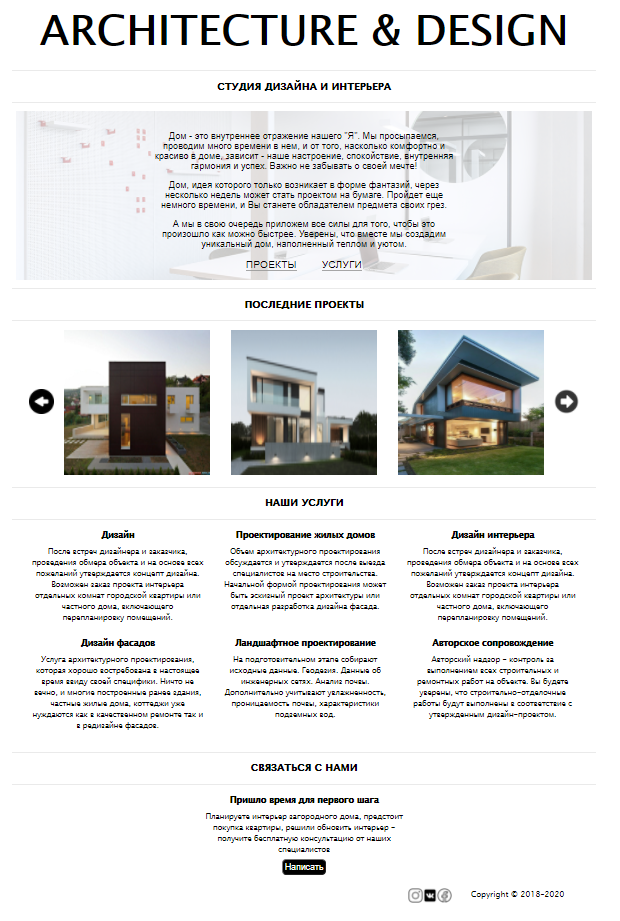 ARCHITECTURE & DESIGN
СТУДИЯ ДИЗАЙНА И ИНТЕРЬЕРА
Дом - это внутреннее отражение нашего "Я". Мы просыпаемся,
проводим много времени в нем, и от того, насколько комфортно и
красиво в доме, зависит - наше настроение, спокойствие, внутренняя
гармония и успех. Важно не забывать о своей мечте!
Дом, идея которого только возникает в форме фантазий, через
несколько недель может стать проектом на бумаге. Пройдет еще
немного времени, и Вы станете обладателем предмета своих грез.
А мы в свою очередь приложем все силы для того, чтобы это
произошло как можно быстрее. Уверены, что вместе мы создадим
уникальный дом, наполненный теплом и уютом.
ПРОЕКТЫ УСЛУГИ
ПОСЛЕДНИЕ ПРОЕКТЫ
НАШИ УСЛУГИ
Дизайн
После встреч дизайнера и заказчика,
проведения обмера объекта и на основе всех
пожеланий утверждается концепт дизайна.
Возможен заказ проекта интерьера
отдельных комнат городской квартиры или
частного дома, включающего
перепланировку помещений.
Проектирование жилых домов
Объем архитектурного проектирования
обсуждается и утверждается после выезда
специалистов на место строительства.
Начальной формой проектирования может
быть эскизный проект архитектуры или
отдельная разработка дизайна фасада.
Дизайн интерьера
После встреч дизайнера и заказчика,
проведения обмера объекта и на основе всех
пожеланий утверждается концепт дизайна.
Возможен заказ проекта интерьера
отдельных комнат городской квартиры или
частного дома, включающего
перепланировку помещений.
Дизайн фасадов
Услуга архитектурного проектирования,
которая хорошо востребована в настоящее
время ввиду своей специфики. Ничто не
вечно, и многие построенные ранее здания,
частные жилые дома, коттеджи уже
нуждаются как в качественном ремонте так и
в редизайне фасадов.
Ландшафтное проектирование
На подготовительном этапе собирают
исходные данные. Геодезия. Данные об
инженерных сетях. Анализ почвы.
Дополнительно учитывают увлажненность,
проницаемость почвы, характеристики
подземных вод.
Авторское сопровождение
Авторский надзор – контроль за
выполнением всех строительных и
ремонтных работ на объекте. Вы будете
уверены, что строительно-отделочные
работы будут выполнены в соответствие с
утвержденным дизайн-проектом.
СВЯЗАТЬСЯ С НАМИ
Пришло время для первого шага
Планируете интерьер загородного дома, предстоит
покупка квартиры, решили обновить интерьер –
получите бесплатную консультацию от наших
специалистов
Написать
Copyright © 2018-2020